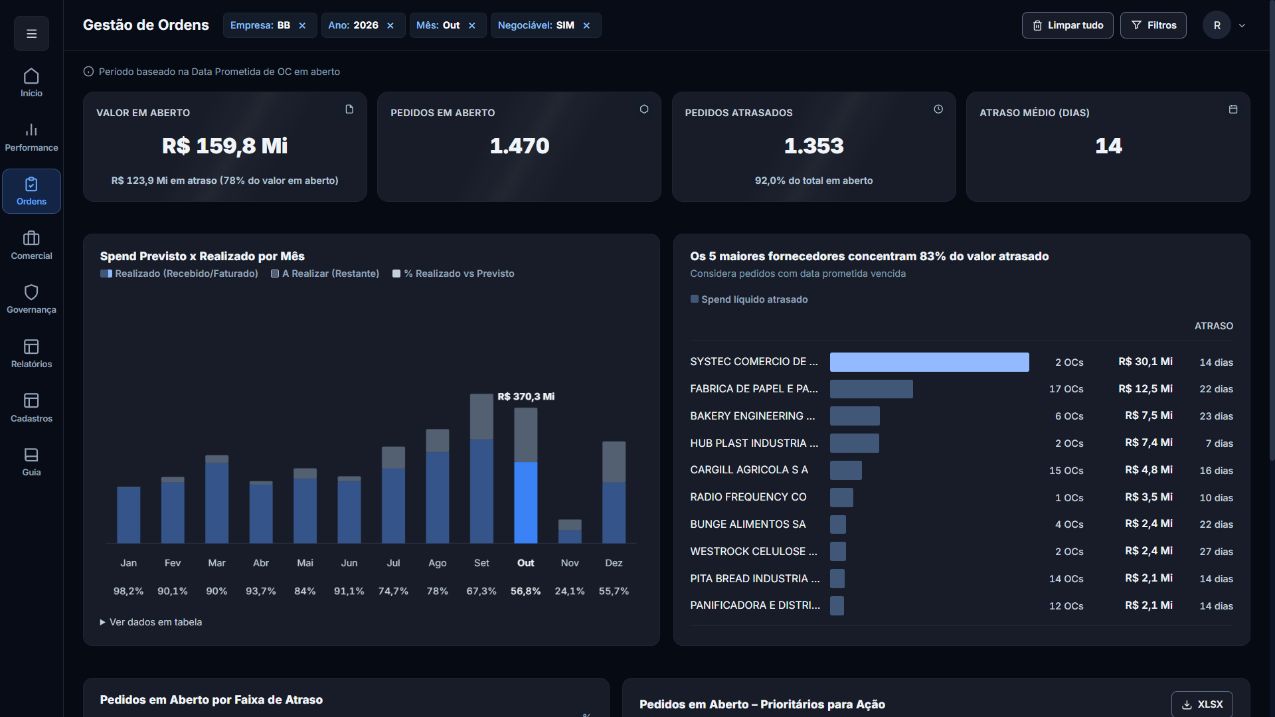 Gestão de Ordens
Empresa: BB ×
Ano: 2026 ×
Mês: Out ×
Negociável: SIM ×
Limpar tudo
Filtros
R
Início
Performance
Ordens
Comercial
Governança
Relatórios
Cadastros
Guia
Período baseado na Data Prometida de OC em aberto
VALOR EM ABERTO
R$ 159,8 Mi
R$ 123,9 Mi em atraso (78% do valor em aberto)
PEDIDOS EM ABERTO
1.470
PEDIDOS ATRASADOS
1.353
92,0% do total em aberto
ATRASO MÉDIO (DIAS)
14
Spend Previsto x Realizado por Mês
Realizado (Recebido/Faturado) A Realizar (Restante) % Realizado vs Previsto
R$ 370,3 Mi
Jan Fev Mar Abr Mai Jun Jul Ago Set Out Nov Dez
98,2% 90,1% 90% 93,7% 84% 91,1% 74,7% 78% 67,3% 56,8% 24,1% 55,7%
Ver dados em tabela
Os 5 maiores fornecedores concentram 83% do valor atrasado
Considera pedidos com data prometida vencida
Spend líquido atrasado
ATRASO
SYSTEC COMERCIO DE ... 2 OCs R$ 30,1 Mi 14 dias
FABRICA DE PAPEL E PA... 17 OCs R$ 12,5 Mi 22 dias
BAKERY ENGINEERING ... 6 OCs R$ 7,5 Mi 23 dias
HUB PLAST INDUSTRIA ... 2 OCs R$ 7,4 Mi 7 dias
CARGILL AGRICOLA S A 15 OCs R$ 4,8 Mi 16 dias
RADIO FREQUENCY CO 1 OCs R$ 3,5 Mi 10 dias
BUNGE ALIMENTOS SA 4 OCs R$ 2,4 Mi 22 dias
WESTROCK CELULOSE ... 2 OCs R$ 2,4 Mi 27 dias
PITA BREAD INDUSTRIA ... 14 OCs R$ 2,1 Mi 14 dias
PANIFICADORA E DISTRI... 12 OCs R$ 2,1 Mi 14 dias
Pedidos em Aberto por Faixa de Atraso
Pedidos em Aberto – Prioritários para Ação
XLSX